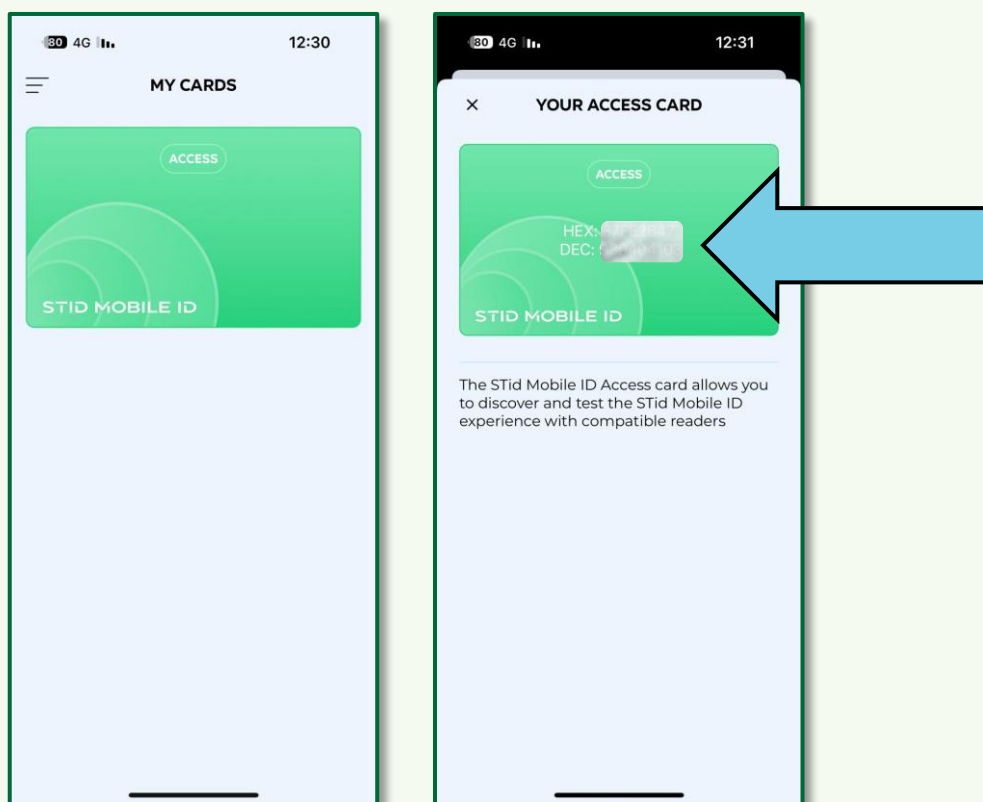 80 4G 12:30
MY CARDS
ACCESS
STID MOBILE ID
80 4G 12:31
× YOUR ACCESS CARD
ACCESS
HEX:
DEC:
STID MOBILE ID
The STid Mobile ID Access card allows you
to discover and test the STid Mobile ID
experience with compatible readers